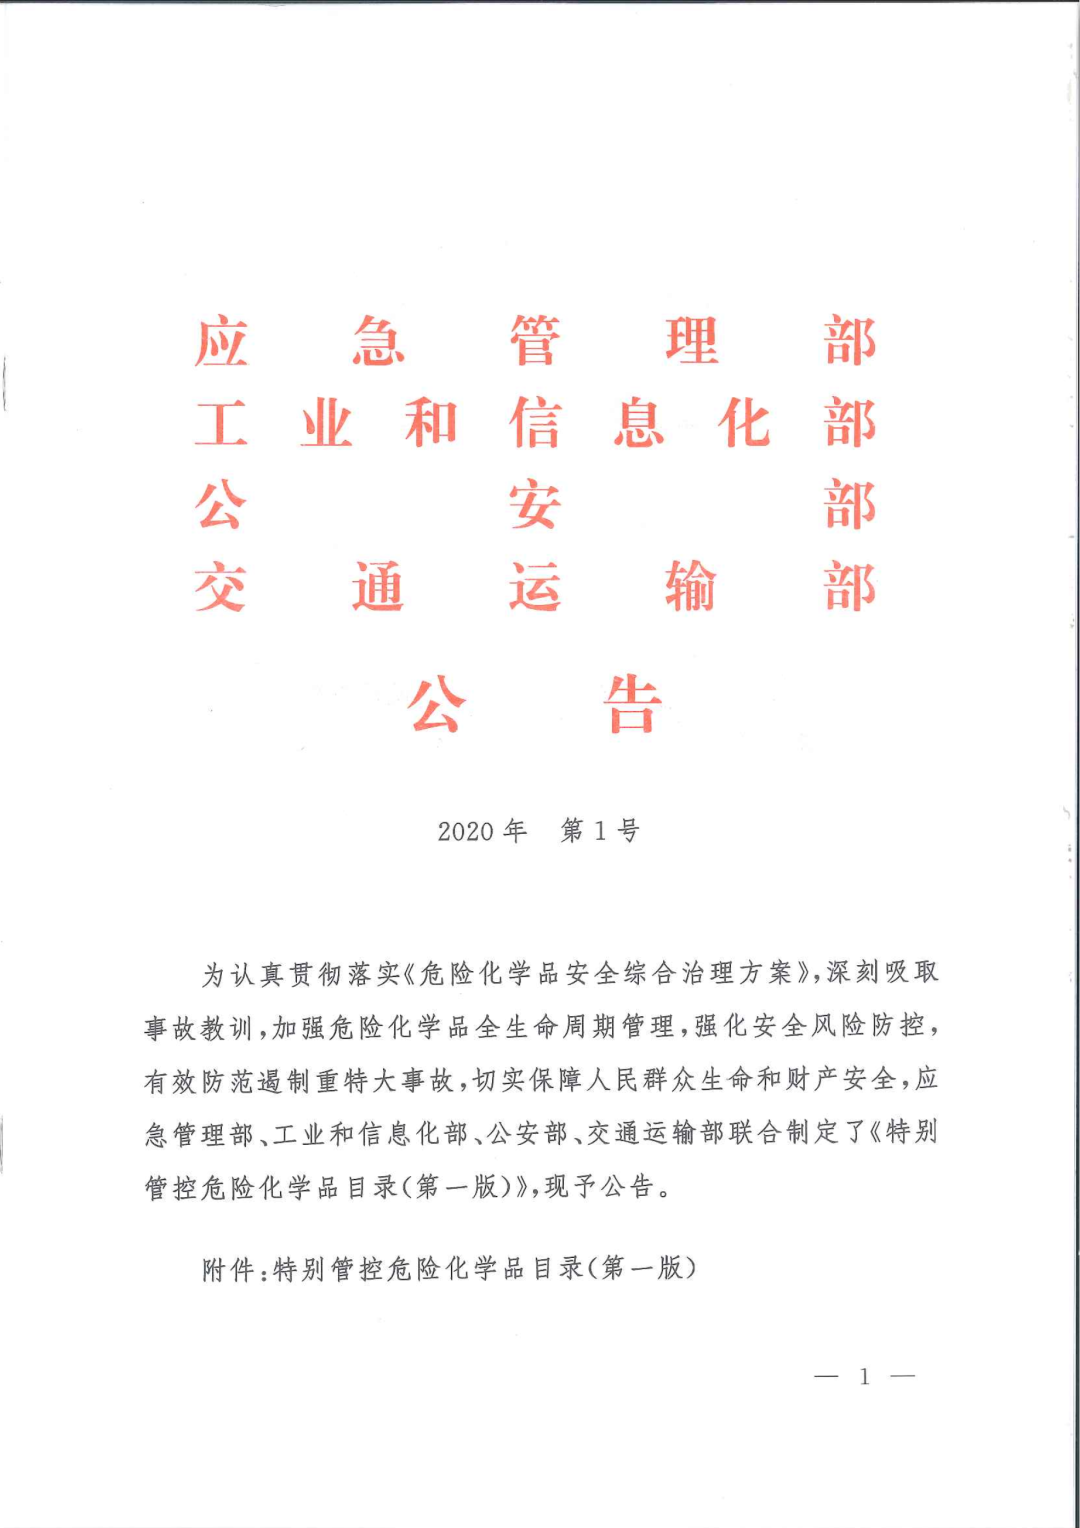 应急管理部
工业和信息化部
公安部
交通运输部
公告
2020年 第1号
为认真贯彻落实《危险化学品安全综合治理方案》,深刻吸取
事故教训,加强危险化学品全生命周期管理,强化安全风险防控,
有效防范遏制重特大事故,切实保障人民群众生命和财产安全,应
急管理部、工业和信息化部、公安部、交通运输部联合制定了《特别
管控危险化学品目录(第一版)》,现予公告。
附件:特别管控危险化学品目录(第一版)
— 1 —